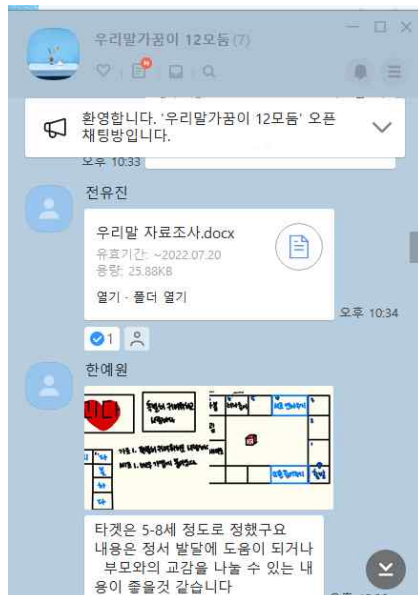 우리말가꿈이 12모둠 (7)
N
환영합니다. '우리말가꿈이 12모둠' 오픈
채팅방입니다.
오후 10:33
전유진
우리말 자료조사.docx
유효기간: ~2022.07.20
용량: 25.88KB
열기 · 폴더 열기
오후 10:34
1
한예원
타겟은 5-8세 정도로 정했구요
내용은 정서 발달에 도움이 되거나
부모와의 교감을 나눌 수 있는 내
용이 좋을것 같습니다